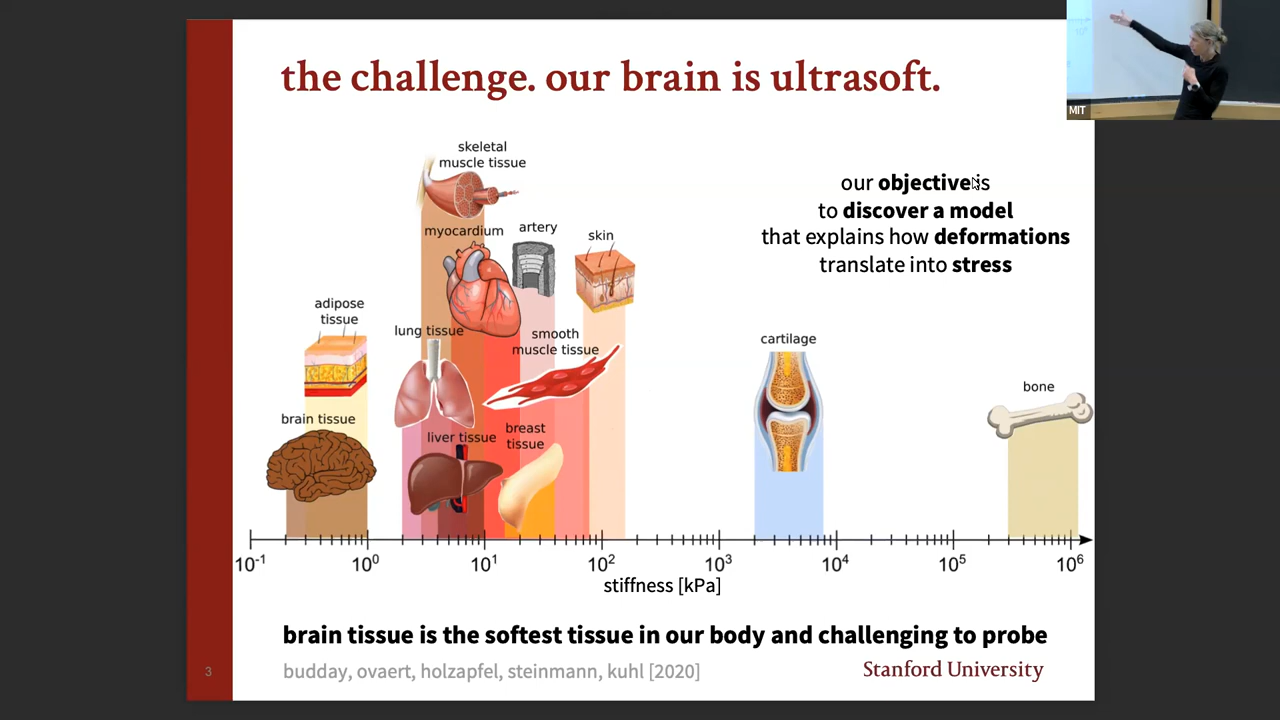 the challenge. our brain is ultrasoft.
MIT
skeletal
muscle tissue
our objective is
to discover a model
that explains how deformations
translate into stress
myocardium
artery
skin
adipose
tissue
lung tissue
smooth
muscle tissue
cartilage
bone
brain tissue
liver tissue
breast
tissue
10-1 100 101 102 103 104 105 106
stiffness [kPa]
brain tissue is the softest tissue in our body and challenging to probe
3
budday, ovaert, holzapfel, steinmann, kuhl [2020]
Stanford University